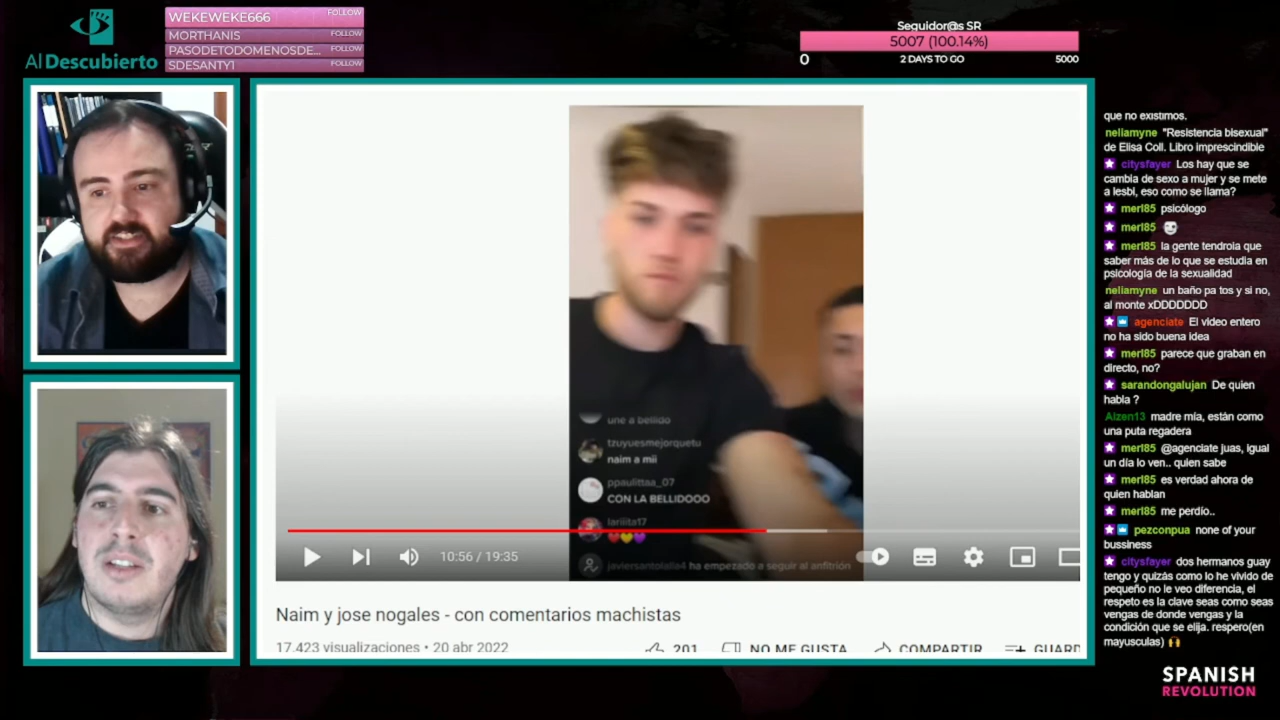 Al Descubierto
WEKEWEKE666 FOLLOW
MORTHANIS FOLLOW
PASODETODOMENOSDE... FOLLOW
SDESANTY1 FOLLOW
Seguidor@s SR
5007 (100.14%)
0 2 DAYS TO GO 5000
une a bellido
tzuyuesmejorquetu
naim a mii
ppaulittaa_07
CON LA BELLIDOOO
lariiita17
javiersantolalla4 ha empezado a seguir al anfitrión
10:56 / 19:35
Naim y jose nogales - con comentarios machistas
17.423 visualizaciones • 20 abr 2022 201 NO ME GUSTA COMPARTIR GUARD
que no existimos.
neliamyne "Resistencia bisexual"
de Elisa Coll. Libro imprescindible
citysfayer Los hay que se
cambia de sexo a mujer y se mete
a lesbi, eso como se llama?
merl85 psicólogo
merl85
merl85 la gente tendroia que
saber más de lo que se estudia en
psicología de la sexualidad
neliamyne un baño pa tos y si no,
al monte xDDDDDDD
agenciate El video entero
no ha sido buena idea
merl85 parece que graban en
directo, no?
sarandongalujan De quien
habla ?
Alzen13 madre mía, están como
una puta regadera
merl85 @agenciate juas, igual
un día lo ven.. quien sabe
merl85 es verdad ahora de
quien hablan
merl85 me perdío..
pezconpua none of your
bussiness
citysfayer dos hermanos guay
tengo y quizás como lo he vivido de
pequeño no le veo diferencia, el
respeto es la clave seas como seas
vengas de donde vengas y la
condición que se elija. respero(en
mayusculas)
SPANISH
REVOLUTION